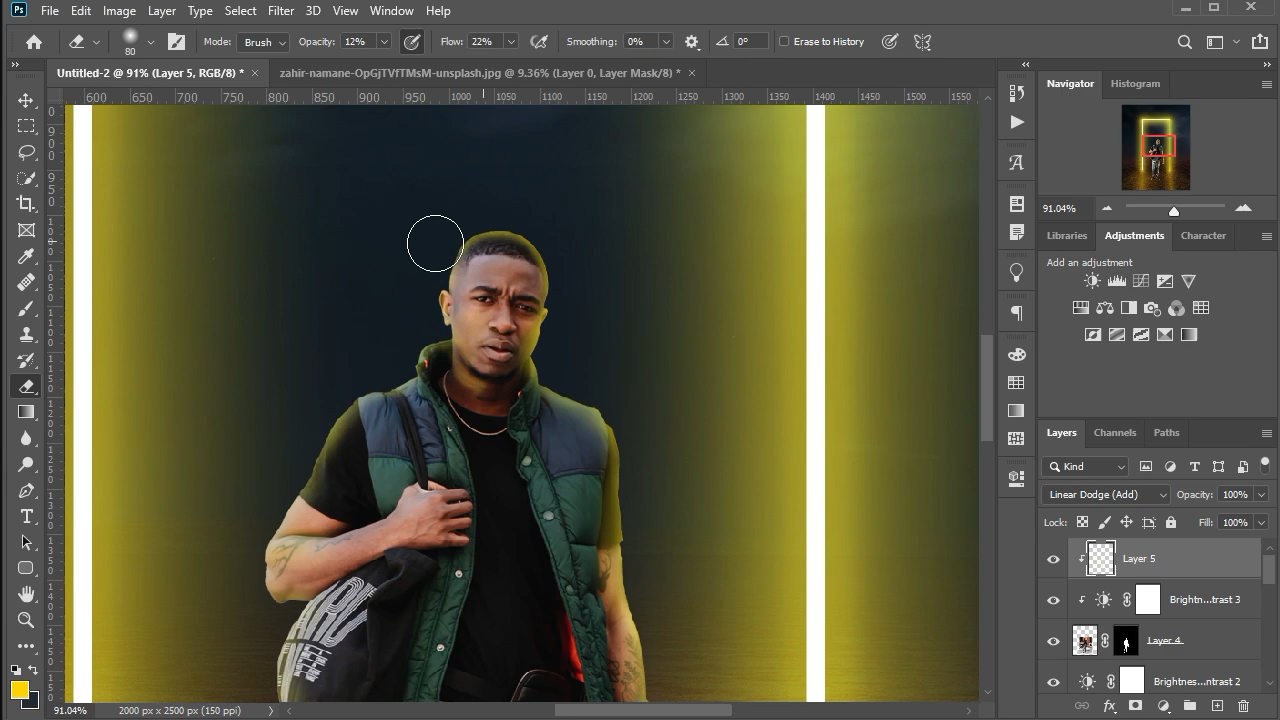 Ps File Edit Image Layer Type Select Filter 3D View Window Help
80 Mode: Brush Opacity: 12% Flow: 22% Smoothing: 0% 0° Erase to History
Untitled-2 @ 91% (Layer 5, RGB/8) * zahir-namane-OpGjTVfTMsM-unsplash.jpg @ 9.36% (Layer 0, Layer Mask/8) *
600 650 700 750 800 850 900 950 1000 1050 1100 1150 1200 1250 1300 1350 1400 1450 1500 1550
Navigator Histogram
91.04%
Libraries Adjustments Character
Add an adjustment
Layers Channels Paths
Kind
Linear Dodge (Add) Opacity: 100%
Lock: Fill: 100%
Layer 5
Brightn...trast 3
Layer 4
Brightnes...ntrast 2
91.04% 2000 px x 2500 px (150 ppi)